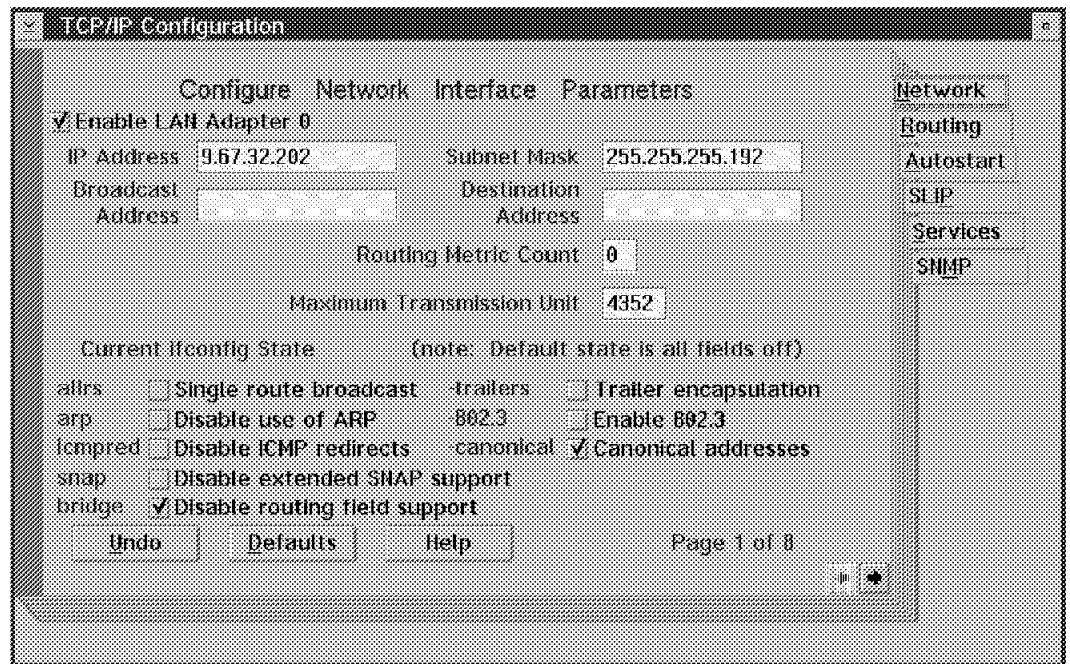 TCP/IP Configuration
Configure Network Interface Parameters
Enable LAN Adapter 0
IP Address 9.67.32.202 Subnet Mask 255.255.255.192
Broadcast Address Destination Address
Routing Metric Count 0
Maximum Transmission Unit 4352
Current Ifconfig State (note: Default state is all fields off)
allrs Single route broadcast -trailers Trailer encapsulation
arp Disable use of ARP -802.3 Enable 802.3
icmpred Disable ICMP redirects -canonical Canonical addresses
snap Disable extended SNAP support
bridge Disable routing field support
Undo Defaults Help Page 1 of 8
Network
Routing
Autostart
SLIP
Services
SNMP